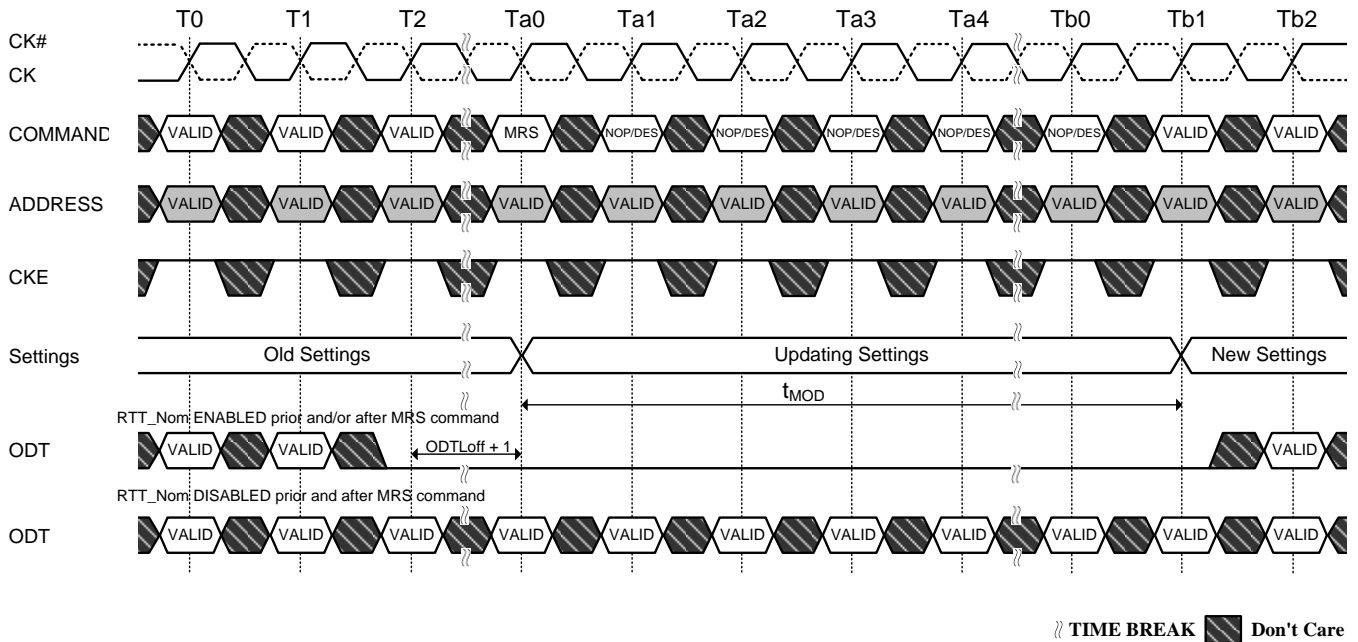 T0 T1 T2 Ta0 Ta1 Ta2 Ta3 Ta4 Tb0 Tb1 Tb2
CK#
CK
COMMAND VALID VALID VALID MRS NOP/DES NOP/DES NOP/DES NOP/DES NOP/DES VALID VALID
ADDRESS VALID VALID VALID VALID VALID VALID VALID VALID VALID VALID VALID
CKE
Settings Old Settings Updating Settings New Settings
tMOD
RTT_Nom ENABLED prior and/or after MRS command
ODT VALID VALID ODTLoff + 1 VALID
RTT_Nom DISABLED prior and after MRS command
ODT VALID VALID VALID VALID VALID VALID VALID VALID VALID VALID VALID
TIME BREAK Don't Care